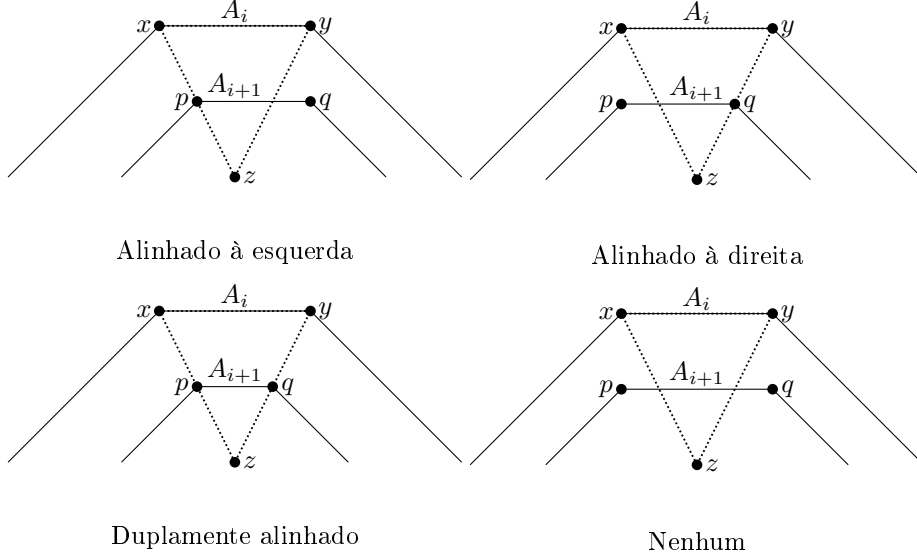 x A_i y
p A_{i+1} q
z
Alinhado à esquerda
x A_i y
p A_{i+1} q
z
Alinhado à direita
x A_i y
p A_{i+1} q
z
Duplamente alinhado
x A_i y
p A_{i+1} q
z
Nenhum